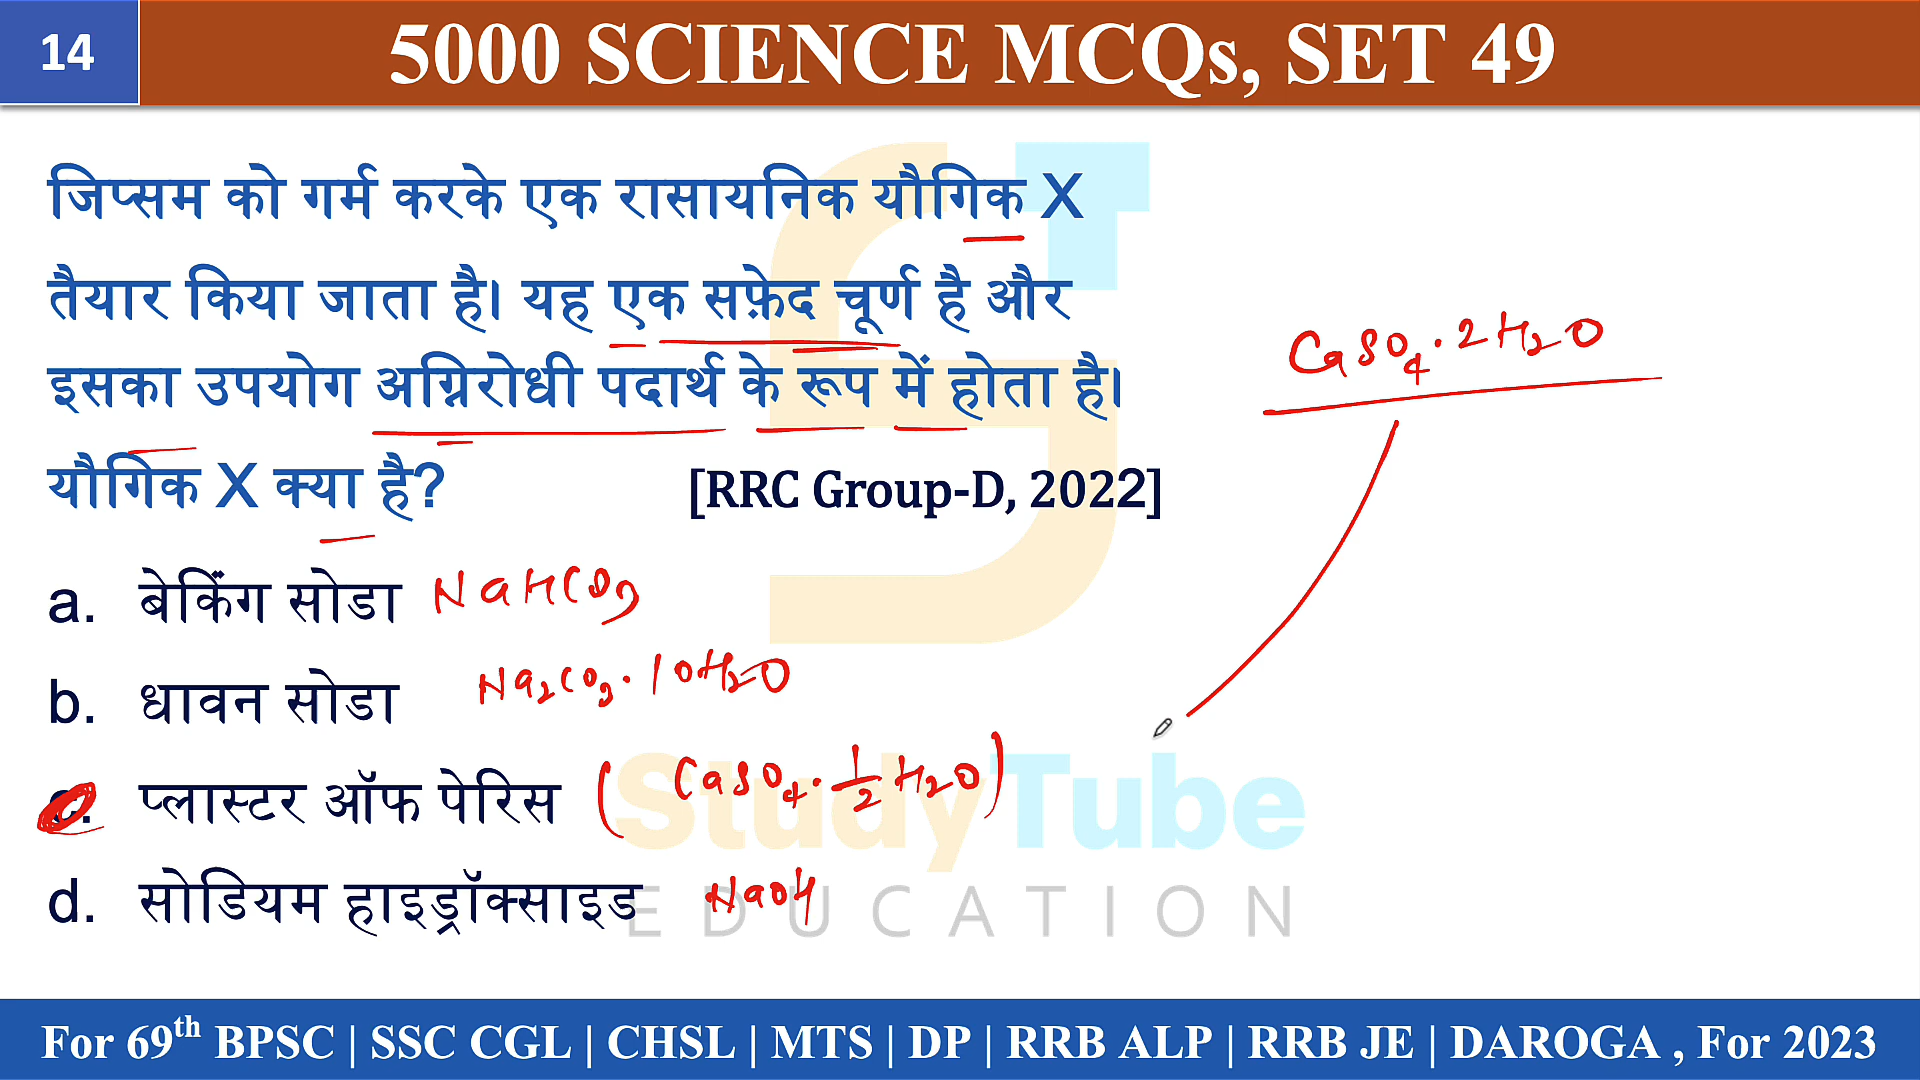 14
5000 SCIENCE MCQs, SET 49
जिप्सम को गर्म करके एक रासायनिक यौगिक X
तैयार किया जाता है। यह एक सफ़ेद चूर्ण है और
इसका उपयोग अग्निरोधी पदार्थ के रूप में होता है।
यौगिक X क्या है? [RRC Group-D, 2022]
CaSO₄·2H₂O
a. बेकिंग सोडा NaHCO₃
b. धावन सोडा Na₂CO₃·10H₂O
c. प्लास्टर ऑफ पेरिस (CaSO₄·½H₂O)
d. सोडियम हाइड्रॉक्साइड NaOH
StudyTube
EDUCATION
For 69th BPSC | SSC CGL | CHSL | MTS | DP | RRB ALP | RRB JE | DAROGA , For 2023